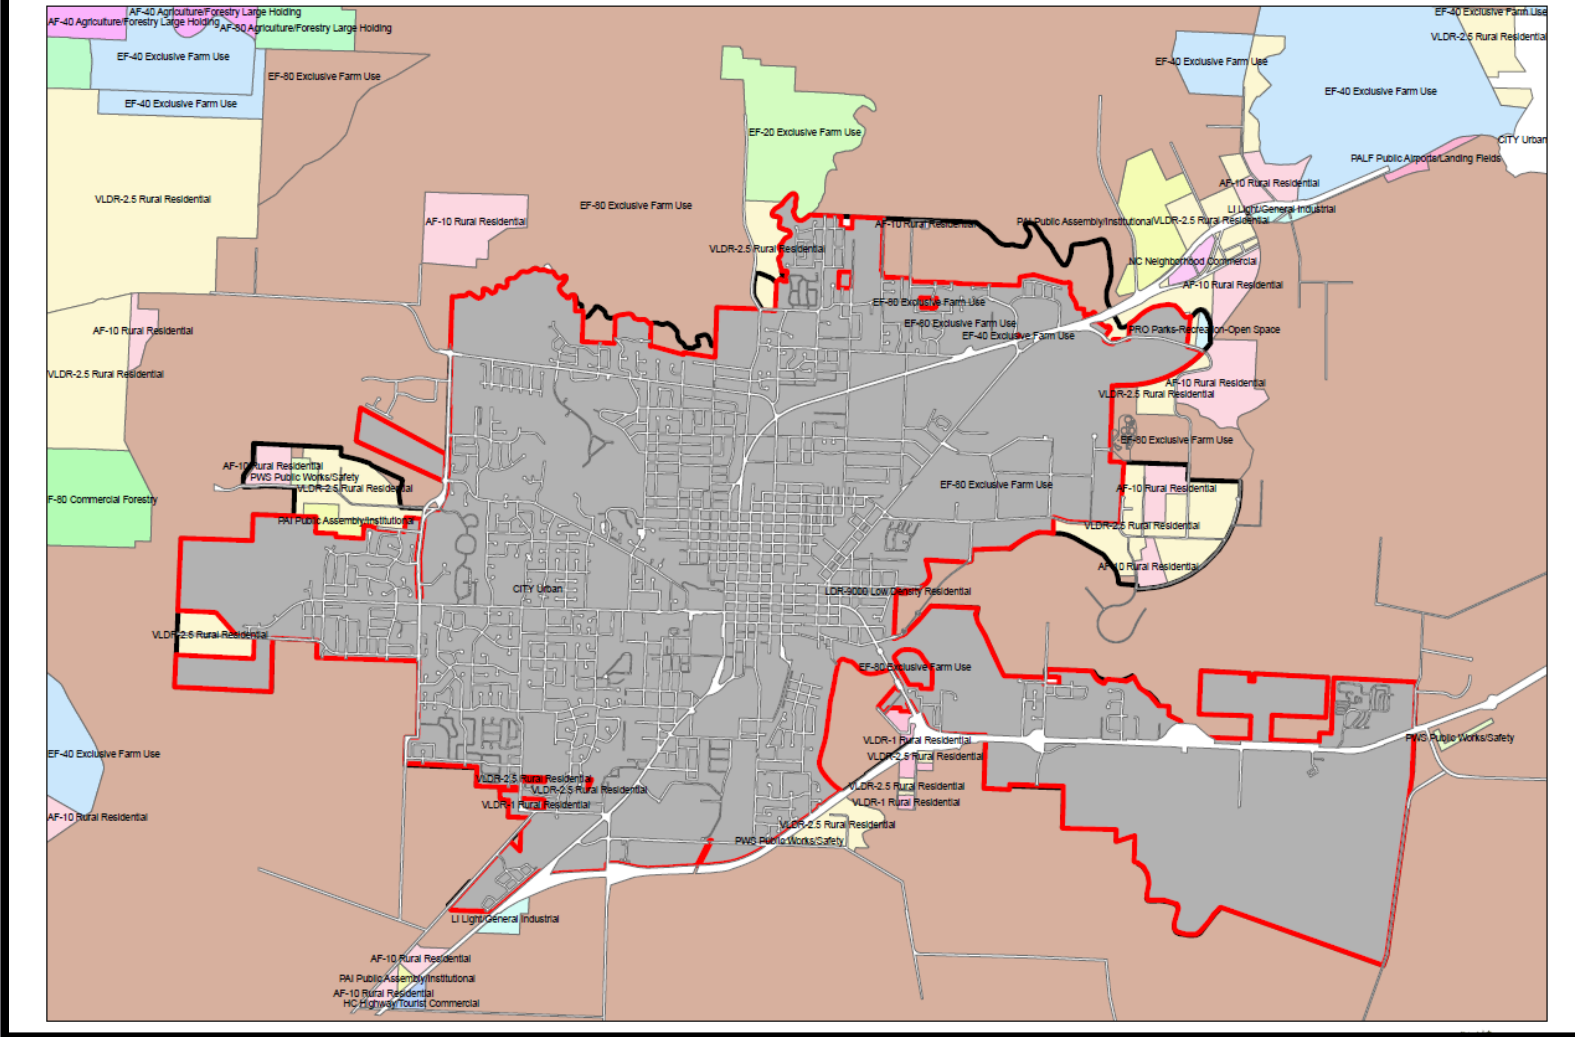 AF-40 Agriculture/Forestry Large Holding
EF-40 Exclusive Farm Use
AF-40 Agriculture/Forestry Large Holding
AF-80 Agriculture/Forestry Large Holding
VLDR-2.5 Rural Residential
EF-40 Exclusive Farm Use
EF-40 Exclusive Farm Use
EF-80 Exclusive Farm Use
EF-40 Exclusive Farm Use
EF-40 Exclusive Farm Use
EF-20 Exclusive Farm Use
CITY Urban
PALF Public Airports/Landing Fields
AF-10 Rural Residential
VLDR-2.5 Rural Residential
EF-80 Exclusive Farm Use
LI Light/General Industrial
AF-10 Rural Residential
AF-10 Rural Residential
PAI Public Assembly/Institutional
VLDR-2.5 Rural Residential
VLDR-2.5 Rural Residential
NC Neighborhood Commercial
AF-10 Rural Residential
EF-80 Exclusive Farm Use
EF-60 Exclusive Farm Use
AF-10 Rural Residential
PRO Parks-Recreation-Open Space
EF-40 Exclusive Farm Use
VLDR-2.5 Rural Residential
AF-10 Rural Residential
VLDR-2.5 Rural Residential
EF-80 Exclusive Farm Use
AF-10 Rural Residential
PWS Public Works/Safety
VLDR-2.5 Rural Residential
EF-80 Exclusive Farm Use
AF-10 Rural Residential
F-80 Commercial Forestry
PAI Public Assembly/Institutional
VLDR-2.5 Rural Residential
AF-10 Rural Residential
CITY Urban
LDR-9000 Low Density Residential
VLDR-2.5 Rural Residential
EF-80 Exclusive Farm Use
VLDR-1 Rural Residential
PWS Public Works/Safety
EF-40 Exclusive Farm Use
VLDR-2.5 Rural Residential
VLDR-2.5 Rural Residential
VLDR-2.5 Rural Residential
VLDR-2.5 Rural Residential
VLDR-1 Rural Residential
VLDR-1 Rural Residential
AF-10 Rural Residential
VLDR-2.5 Rural Residential
PWS Public Works/Safety
LI Light/General Industrial
AF-10 Rural Residential
PAI Public Assembly/Institutional
AF-10 Rural Residential
HC Highway/Tourist Commercial